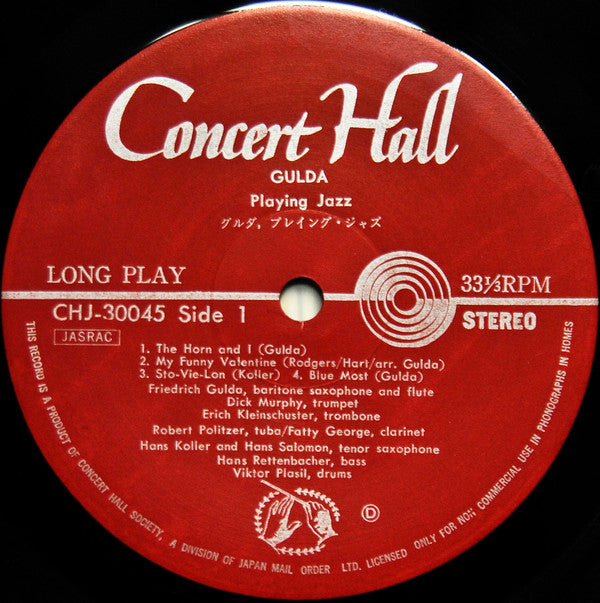 Concert Hall
GULDA
Playing Jazz
グルダ, プレイング・ジャズ
LONG PLAY
33⅓RPM
CHJ-30045 Side 1
STEREO
JASRAC
1. The Horn and I (Gulda)
2. My Funny Valentine (Rodgers/Hart/arr. Gulda)
3. Sto-Vie-Lon (Koller) 4. Blue Most (Gulda)
Friedrich Gulda, baritone saxophone and flute
Dick Murphy, trumpet
Erich Kleinschuster, trombone
Robert Politzer, tuba/Fatty George, clarinet
Hans Koller and Hans Salomon, tenor saxophone
Hans Rettenbacher, bass
Viktor Plasil, drums
D
THIS RECORD IS A PRODUCT OF CONCERT HALL SOCIETY, A DIVISION OF JAPAN MAIL ORDER LTD. LICENSED ONLY FOR NON COMMERCIAL USE IN PHONOGRAPHS IN HOMES